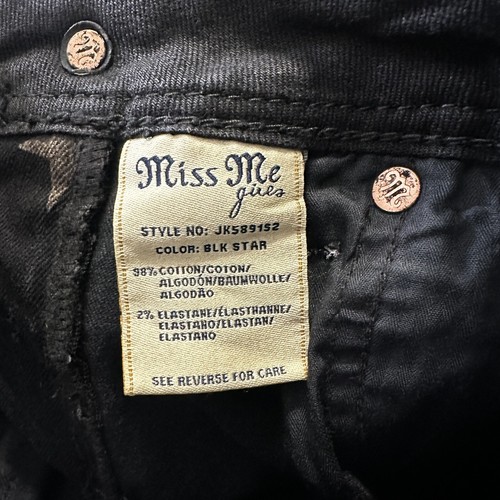 Miss Me
gues
STYLE NO: JK589152
COLOR: BLK STAR
98% COTTON/COTON/
ALGODÓN/BAUMWOLLE/
ALGODÃO
2% ELASTANE/ÉLASTHANNE/
ELASTANO/ELASTAN/
ELASTANO
SEE REVERSE FOR CARE
M